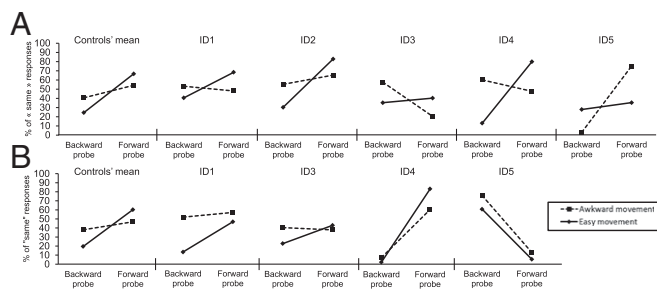 A
Controls' mean ID1 ID2 ID3 ID4 ID5
% of « same » responses
100
90
80
70
60
50
40
30
20
10
0
Backward probe Forward probe Backward probe Forward probe Backward probe Forward probe Backward probe Forward probe Backward probe Forward probe Backward probe Forward probe
B
Controls' mean ID1 ID3 ID4 ID5
% of "same" responses
100
90
80
70
60
50
40
30
20
10
0
Backward probe Forward probe Backward probe Forward probe Backward probe Forward probe Backward probe Forward probe Backward probe Forward probe
Awkward movement
Easy movement